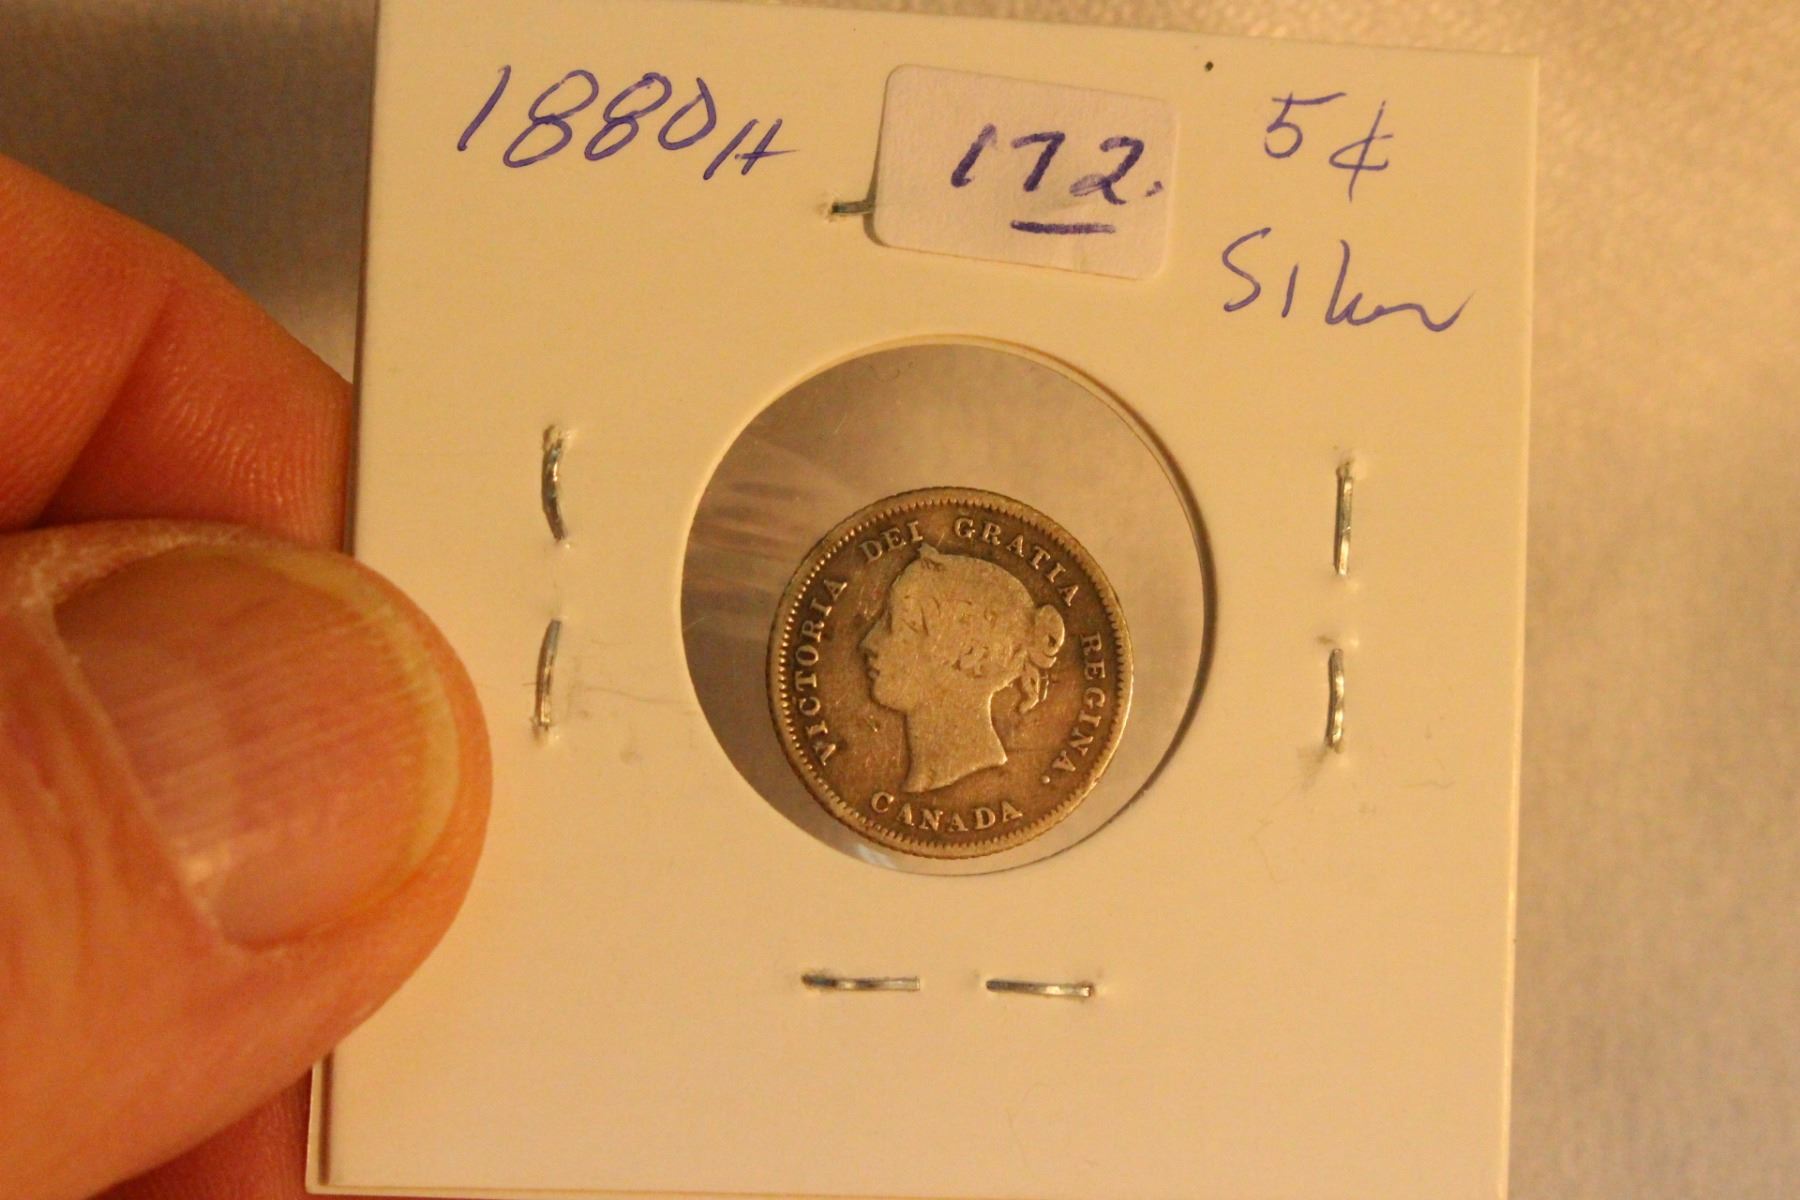 1880H
172.
5¢
Silver
VICTORIA DEI GRATIA REGINA.
CANADA